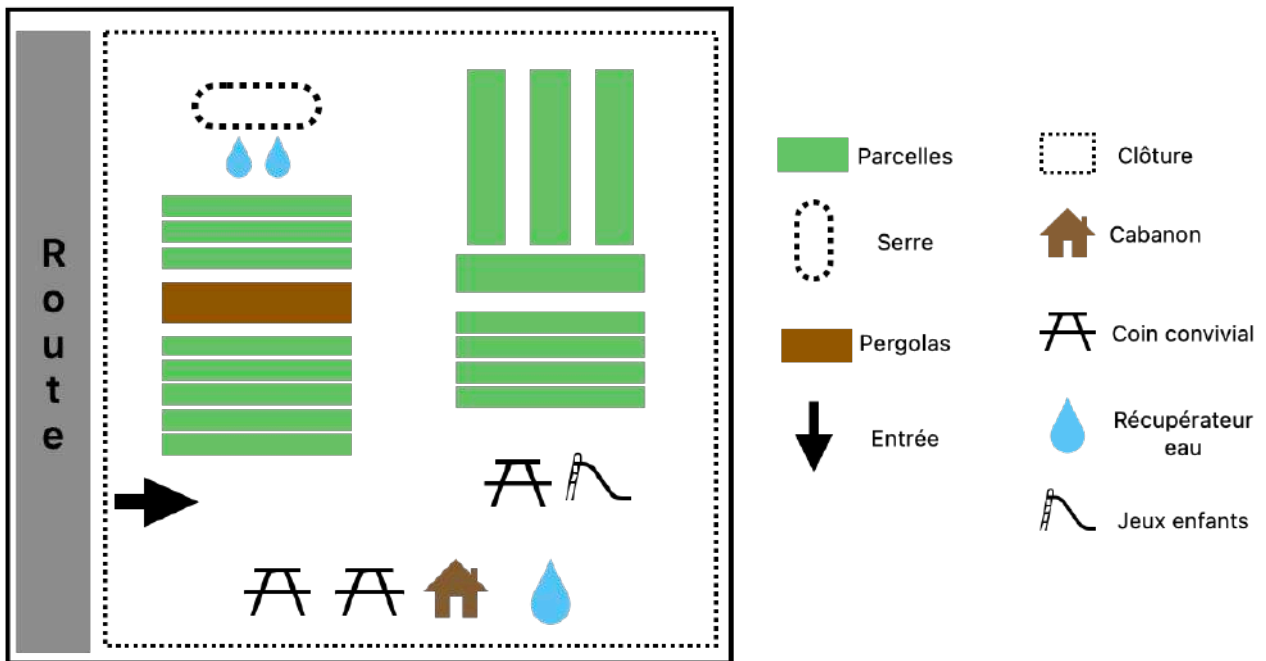 Route
Parcelles
Serre
Pergolas
Entrée
Clôture
Cabanon
Coin convivial
Récupérateur
eau
Jeux enfants